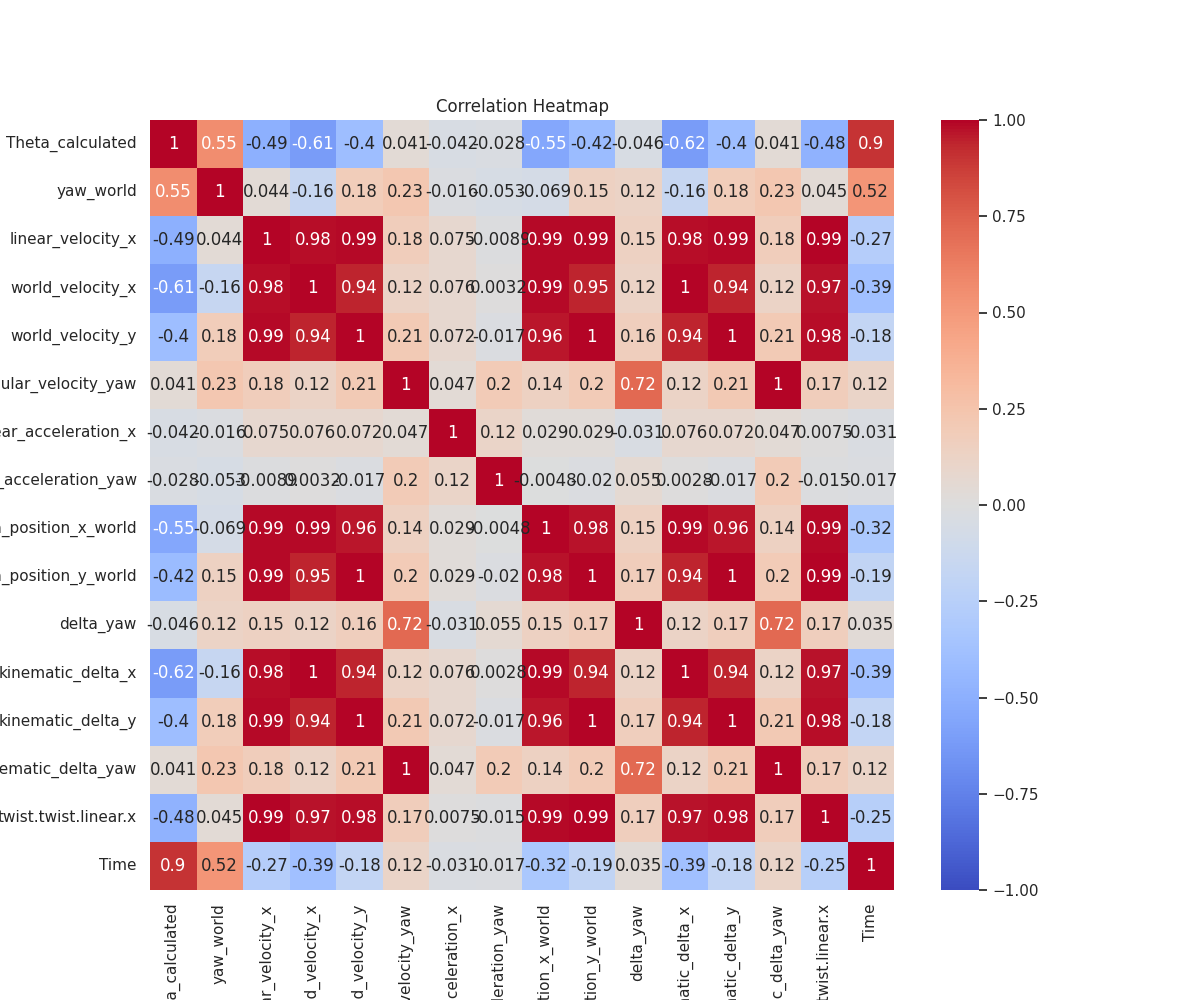 Correlation Heatmap
Theta_calculated 1 0.55 -0.49 -0.61 -0.4 0.041 -0.042 -0.028 -0.55 -0.42 -0.046 -0.62 -0.4 0.041 -0.48 0.9
yaw_world 0.55 1 0.044 -0.16 0.18 0.23 -0.016 -0.053 -0.069 0.15 0.12 -0.16 0.18 0.23 0.045 0.52
linear_velocity_x -0.49 0.044 1 0.98 0.99 0.18 0.075 -0.0089 0.99 0.99 0.15 0.98 0.99 0.18 0.99 -0.27
world_velocity_x -0.61 -0.16 0.98 1 0.94 0.12 0.076 0.0032 0.99 0.95 0.12 1 0.94 0.12 0.97 -0.39
world_velocity_y -0.4 0.18 0.99 0.94 1 0.21 0.072 -0.017 0.96 1 0.16 0.94 1 0.21 0.98 -0.18
ular_velocity_yaw 0.041 0.23 0.18 0.12 0.21 1 0.047 0.2 0.14 0.2 0.72 0.12 0.21 1 0.17 0.12
ear_acceleration_x -0.042 -0.016 0.075 0.076 0.072 0.047 1 0.12 0.029 0.029 -0.031 0.076 0.072 0.047 0.0075 -0.031
_acceleration_yaw -0.028 -0.053 -0.0089 0.0032 -0.017 0.2 0.12 1 -0.0048 -0.02 0.055 0.0028 -0.017 0.2 -0.015 -0.017
a_position_x_world -0.55 -0.069 0.99 0.99 0.96 0.14 0.029 -0.0048 1 0.98 0.15 0.99 0.96 0.14 0.99 -0.32
a_position_y_world -0.42 0.15 0.99 0.95 1 0.2 0.029 -0.02 0.98 1 0.17 0.94 1 0.2 0.99 -0.19
delta_yaw -0.046 0.12 0.15 0.12 0.16 0.72 -0.031 0.055 0.15 0.17 1 0.12 0.17 0.72 0.17 0.035
kinematic_delta_x -0.62 -0.16 0.98 1 0.94 0.12 0.076 0.0028 0.99 0.94 0.12 1 0.94 0.12 0.97 -0.39
kinematic_delta_y -0.4 0.18 0.99 0.94 1 0.21 0.072 -0.017 0.96 1 0.17 0.94 1 0.21 0.98 -0.18
ematic_delta_yaw 0.041 0.23 0.18 0.12 0.21 1 0.047 0.2 0.14 0.2 0.72 0.12 0.21 1 0.17 0.12
twist.twist.linear.x -0.48 0.045 0.99 0.97 0.98 0.17 0.0075 -0.015 0.99 0.99 0.17 0.97 0.98 0.17 1 -0.25
Time 0.9 0.52 -0.27 -0.39 -0.18 0.12 -0.031 -0.017 -0.32 -0.19 0.035 -0.39 -0.18 0.12 -0.25 1
a_calculated
yaw_world
ar_velocity_x
d_velocity_x
d_velocity_y
velocity_yaw
celeration_x
leration_yaw
tion_x_world
tion_y_world
delta_yaw
matic_delta_x
matic_delta_y
c_delta_yaw
twist.linear.x
Time
1.00
0.75
0.50
0.25
0.00
−0.25
−0.50
−0.75
−1.00